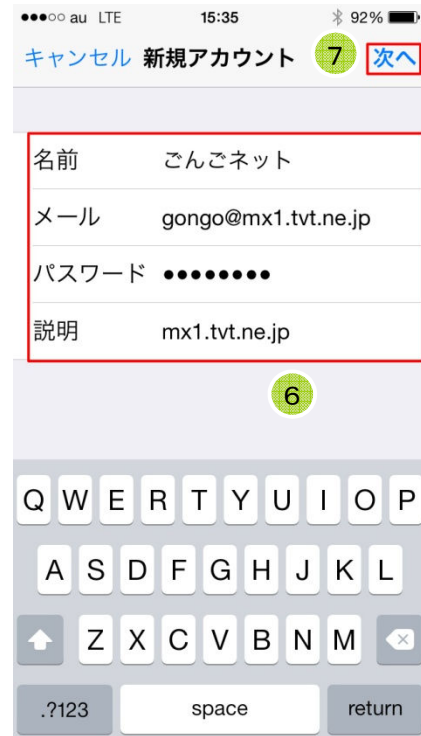 au LTE 15:35 92%
キャンセル 新規アカウント 7 次へ
名前 ごんごネット
メール gongo@mx1.tvt.ne.jp
パスワード ●●●●●●●●
説明 mx1.tvt.ne.jp
6
Q W E R T Y U I O P
A S D F G H J K L
Z X C V B N M
.?123 space return